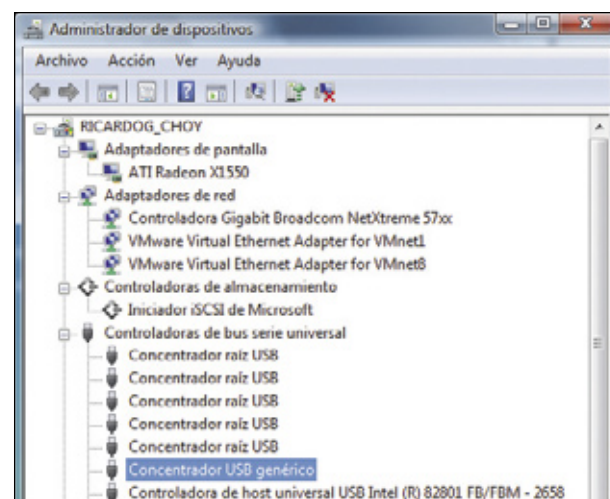 Administrador de dispositivos
Archivo Acción Ver Ayuda
RICARDOG_CHOY
Adaptadores de pantalla
ATI Radeon X1550
Adaptadores de red
Controladora Gigabit Broadcom NetXtreme 57xx
VMware Virtual Ethernet Adapter for VMnet1
VMware Virtual Ethernet Adapter for VMnet8
Controladoras de almacenamiento
Iniciador iSCSI de Microsoft
Controladoras de bus serie universal
Concentrador raíz USB
Concentrador raíz USB
Concentrador raíz USB
Concentrador raíz USB
Concentrador raíz USB
Concentrador USB genérico
Controladora de host universal USB Intel (R) 82801 FB/FBM - 2658